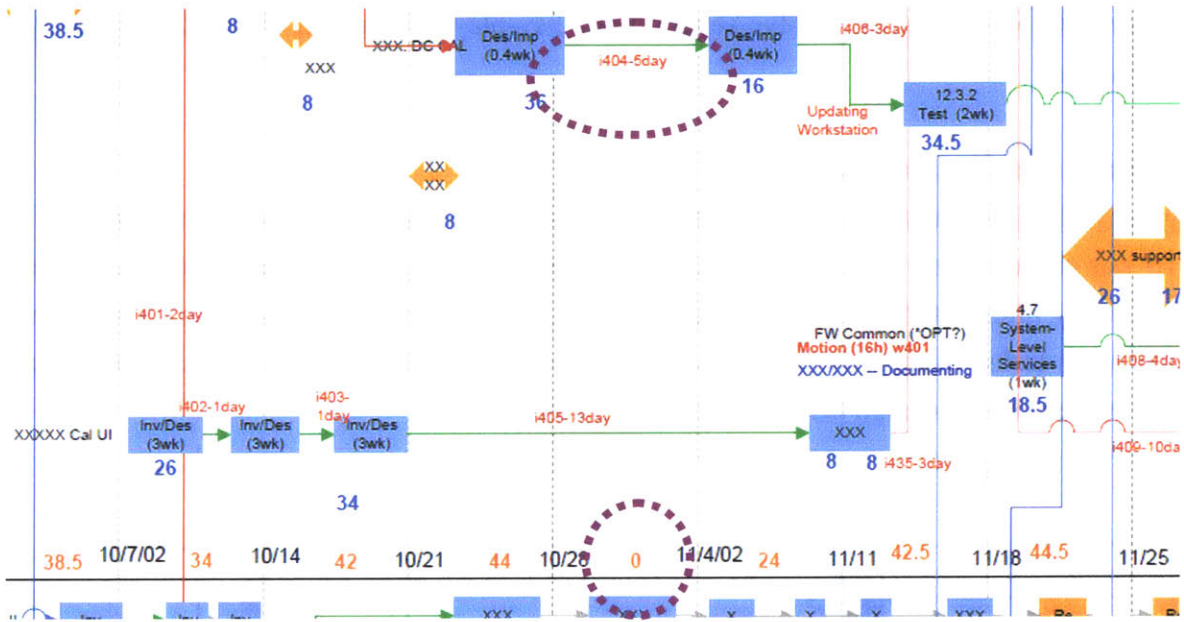 38.5
8
XXX
8
XXX: DC CAL
Des/Imp
(0.4wk)
36
i404-5day
Des/Imp
(0.4wk)
16
i406-3day
Updating
Workstation
12.3.2
Test (2wk)
34.5
XX
XX
8
XXX support
26
17
i401-2day
4.7
System-
Level
Services
(1wk)
18.5
FW Common (*OPT?)
Motion (16h) w401
XXX/XXX -- Documenting
i408-4day
XXXXX Cal UI
Inv/Des
(3wk)
26
i402-1day
Inv/Des
(3wk)
i403-
1day
Inv/Des
(3wk)
34
i405-13day
XXX
8 8
i435-3day
i409-10da
38.5 10/7/02 34 10/14 42 10/21 44 10/28 0 11/4/02 24 11/11 42.5 11/18 44.5 11/25
XXX
X
X
X
XXX